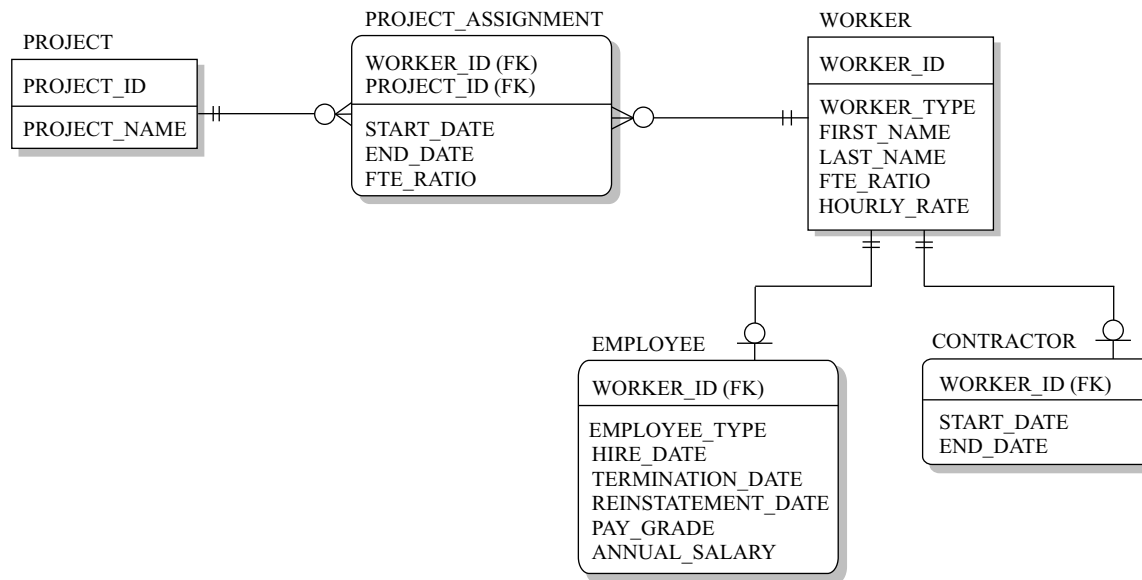 PROJECT
PROJECT_ID
PROJECT_NAME
PROJECT_ASSIGNMENT
WORKER_ID (FK)
PROJECT_ID (FK)
START_DATE
END_DATE
FTE_RATIO
WORKER
WORKER_ID
WORKER_TYPE
FIRST_NAME
LAST_NAME
FTE_RATIO
HOURLY_RATE
EMPLOYEE
WORKER_ID (FK)
EMPLOYEE_TYPE
HIRE_DATE
TERMINATION_DATE
REINSTATEMENT_DATE
PAY_GRADE
ANNUAL_SALARY
CONTRACTOR
WORKER_ID (FK)
START_DATE
END_DATE